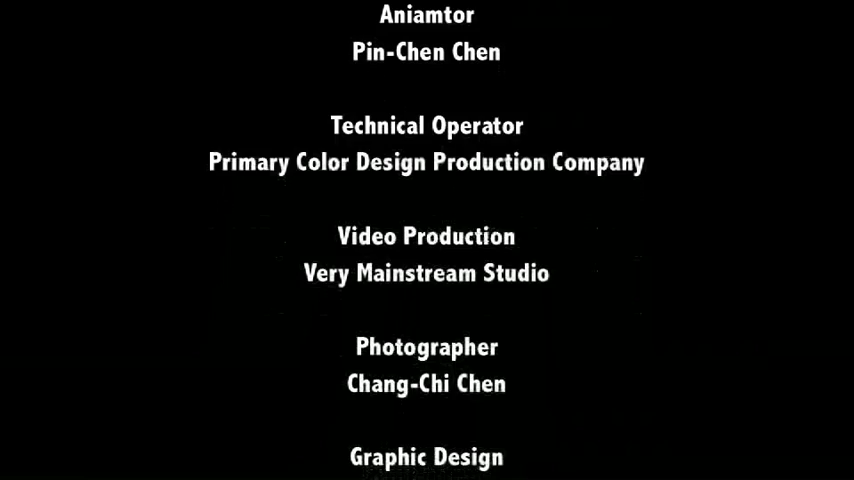 Aniamtor
Pin-Chen Chen
Technical Operator
Primary Color Design Production Company
Video Production
Very Mainstream Studio
Photographer
Chang-Chi Chen
Graphic Design